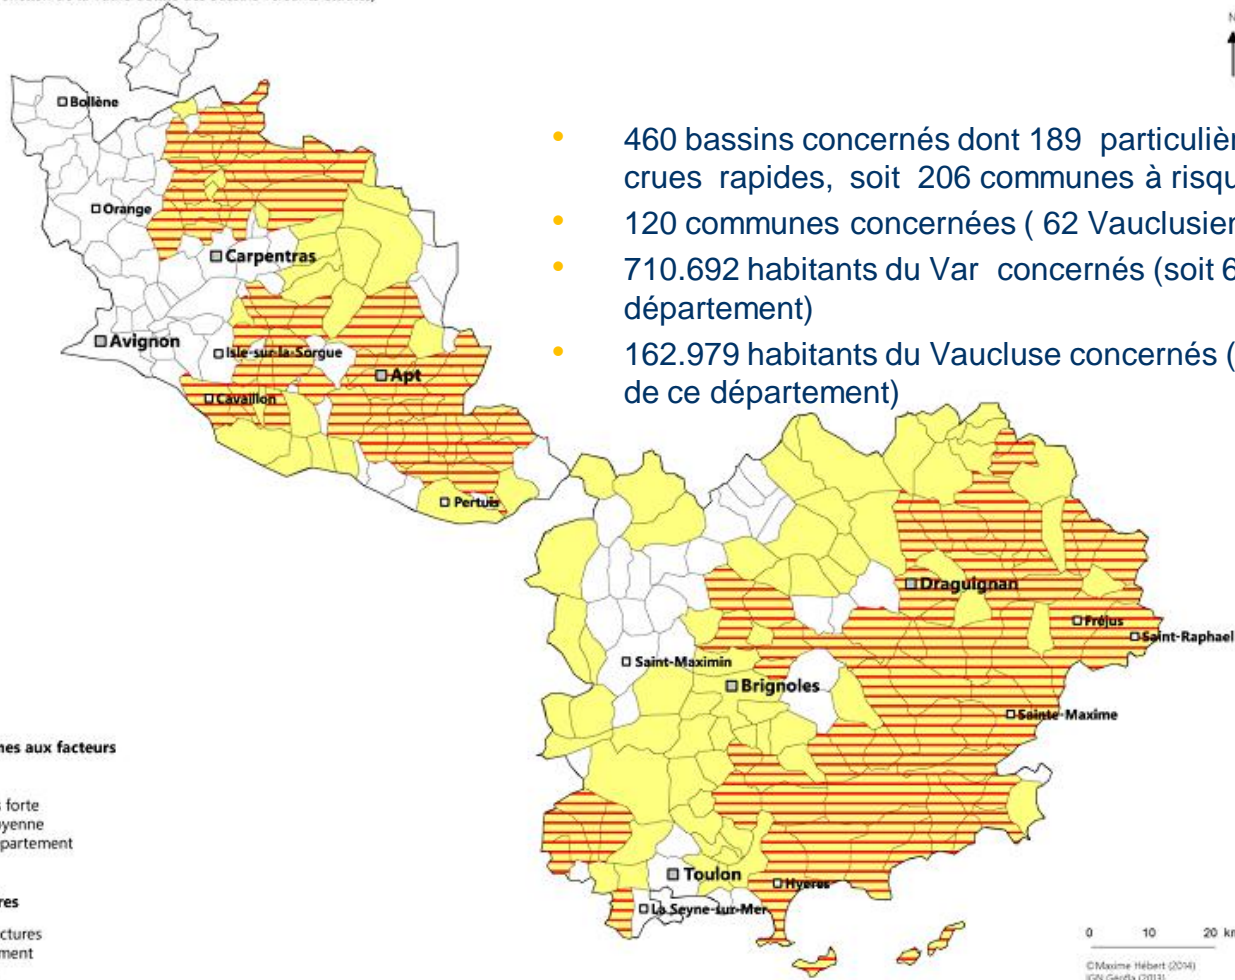 N
Bollène
Orange
Carpentras
Avignon
Isle-sur-la-Sorgue
Apt
Cavaillon
Pertuis
• 460 bassins concernés dont 189 particulièr
crues rapides, soit 206 communes à risqu
• 120 communes concernées ( 62 Vauclusien
• 710.692 habitants du Var concernés (soit 6
département)
• 162.979 habitants du Vaucluse concernés (
de ce département)
Draguignan
Fréjus
Saint-Raphael
Saint-Maximin
Brignoles
Sainte-Maxime
Toulon
Hyeres
La Seyne-sur-Mer
nes aux facteurs
forte
yenne
partement
res
ctures
ment
0 10 20 km
©Maxime Hébert (2014)
IGN Geofla (2013)